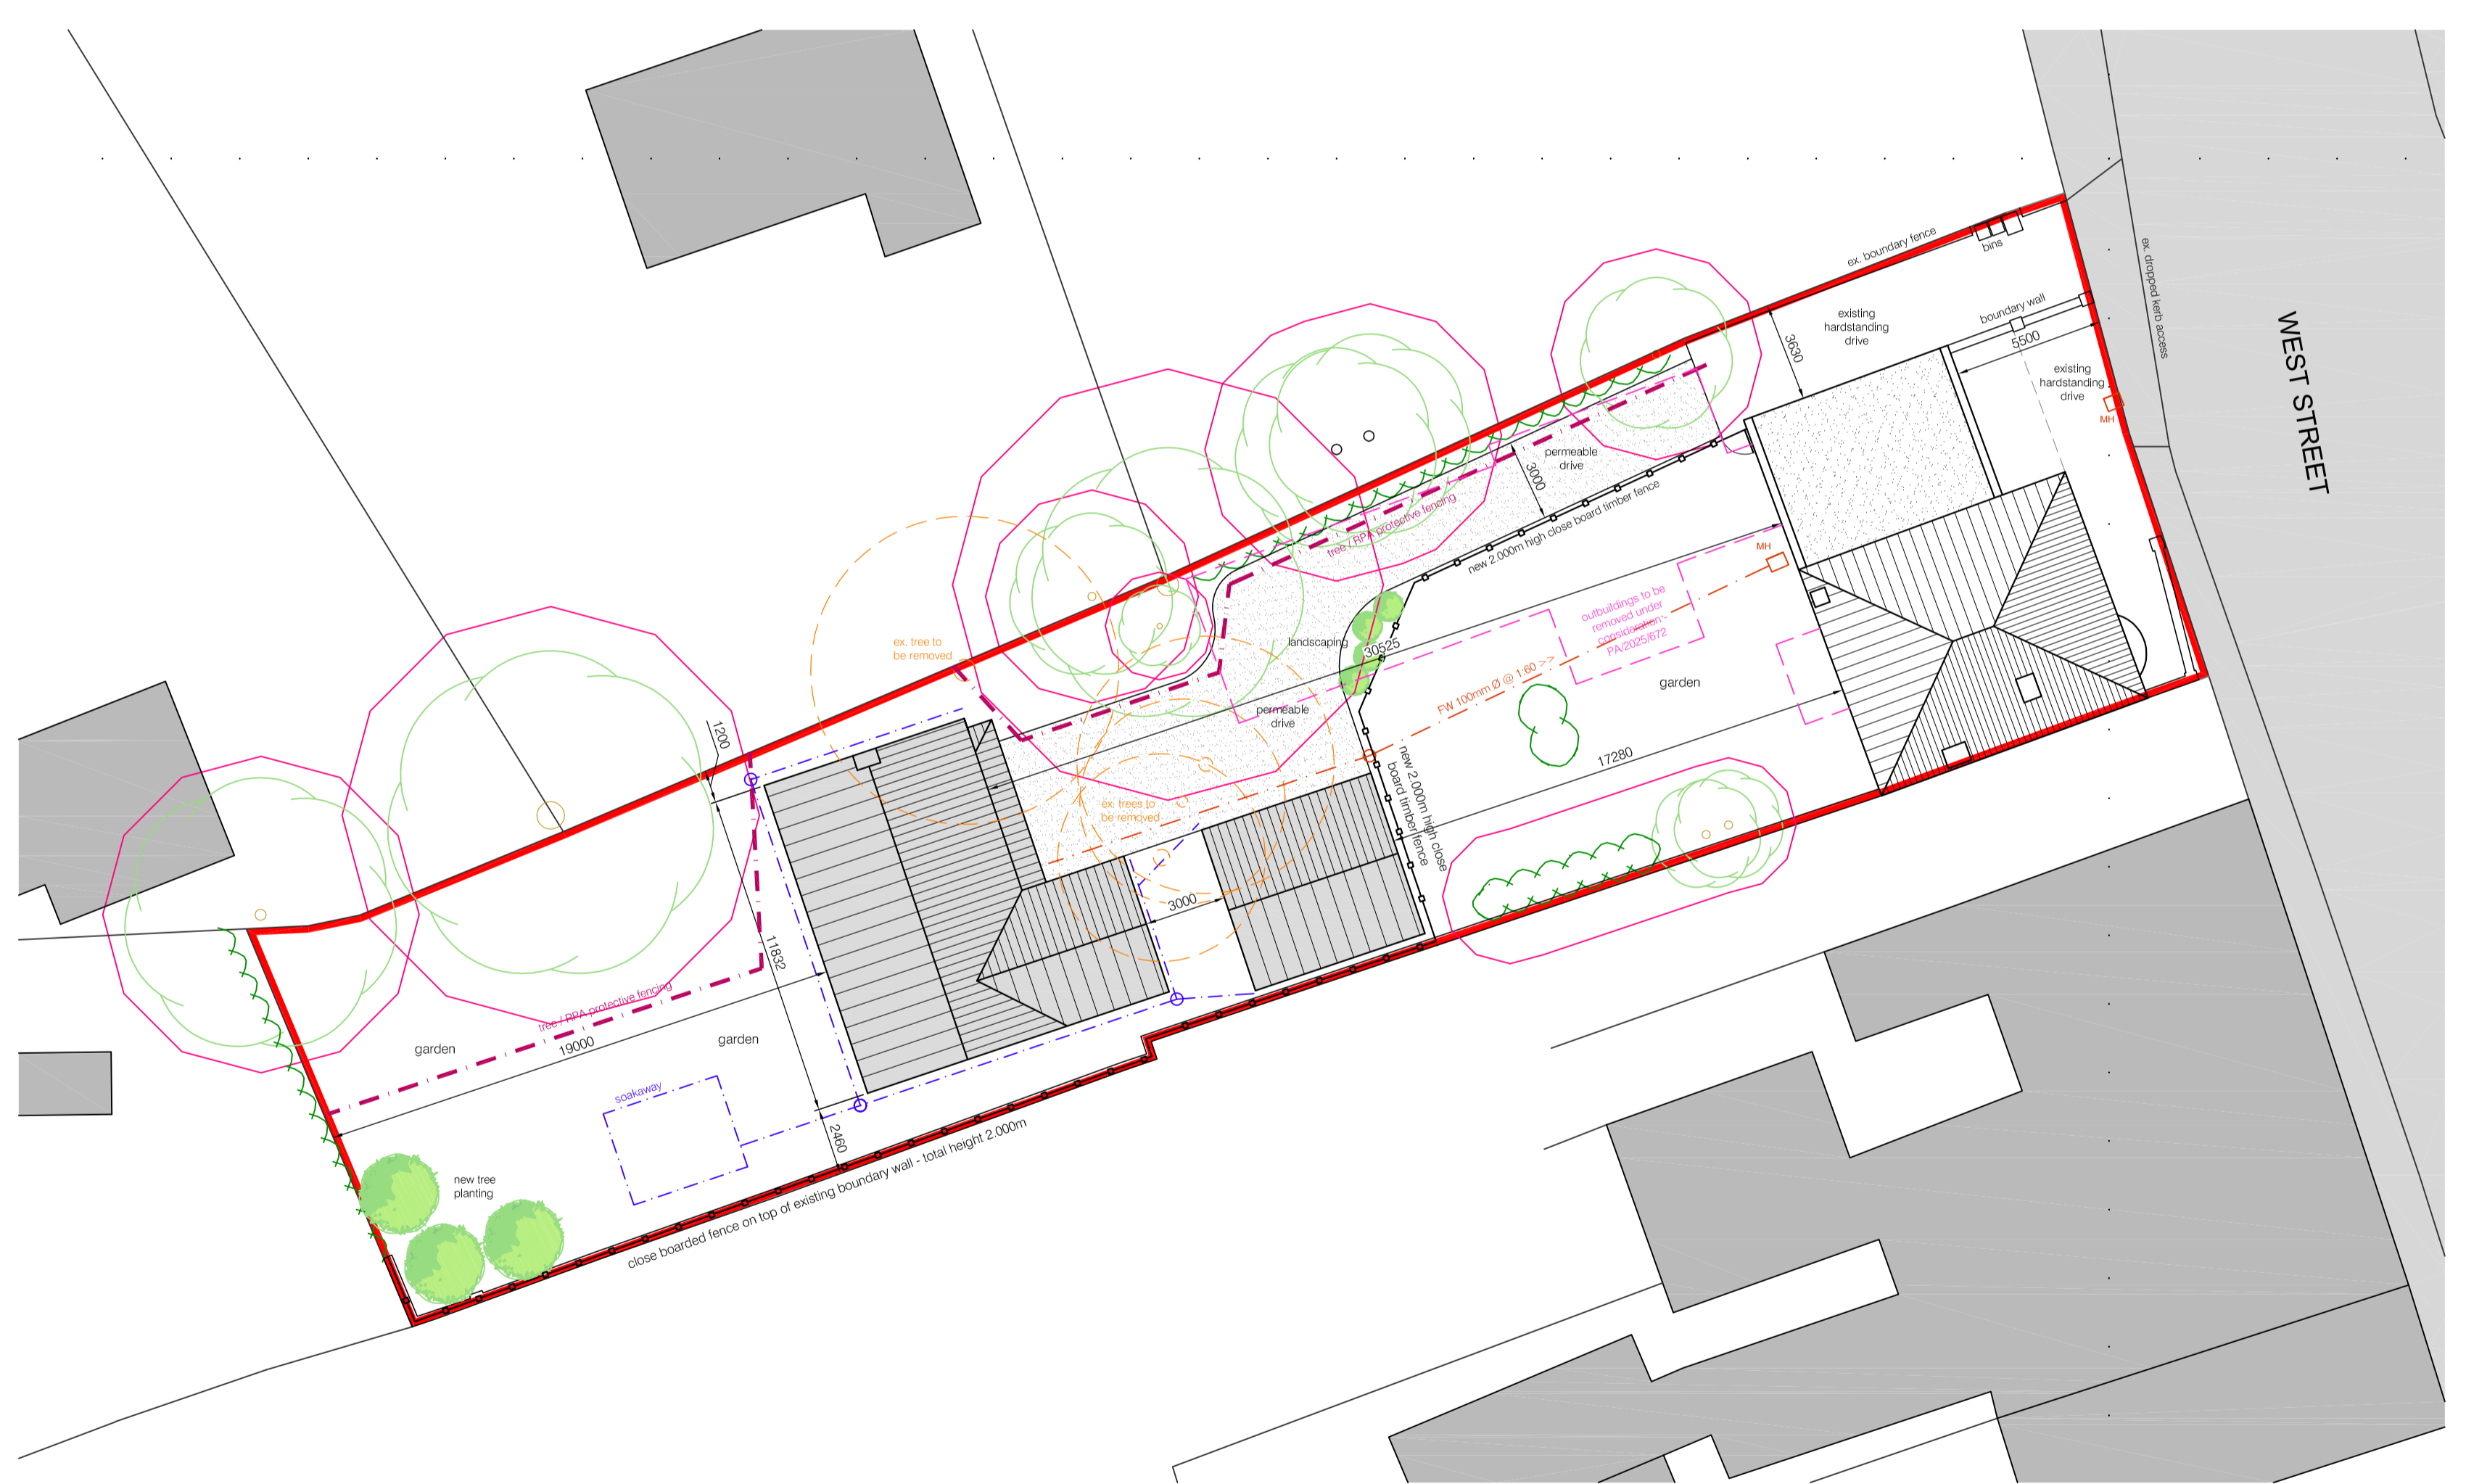 WEST STREET
ex. dropped kerb access
ex. boundary fence
bins
boundary wall
5500
existing
hardstanding
drive
3630
existing
hardstanding
drive
MH
permeable
drive
3000
tree / RPA protective fencing
new 2.000m high close board timber fence
MH
outbuildings to be
removed under
consideration -
PA/2025/672
landscaping
30525
FW 100mm Ø @ 1:60 > >
garden
ex. tree to
be removed
permeable
drive
1200
17280
new 2.000m high close
board timber fence
ex. trees to
be removed
3000
11832
tree / RPA protective fencing
19000
garden
garden
soakaway
2460
new tree
planting
close boarded fence on top of existing boundary wall - total height 2.000m